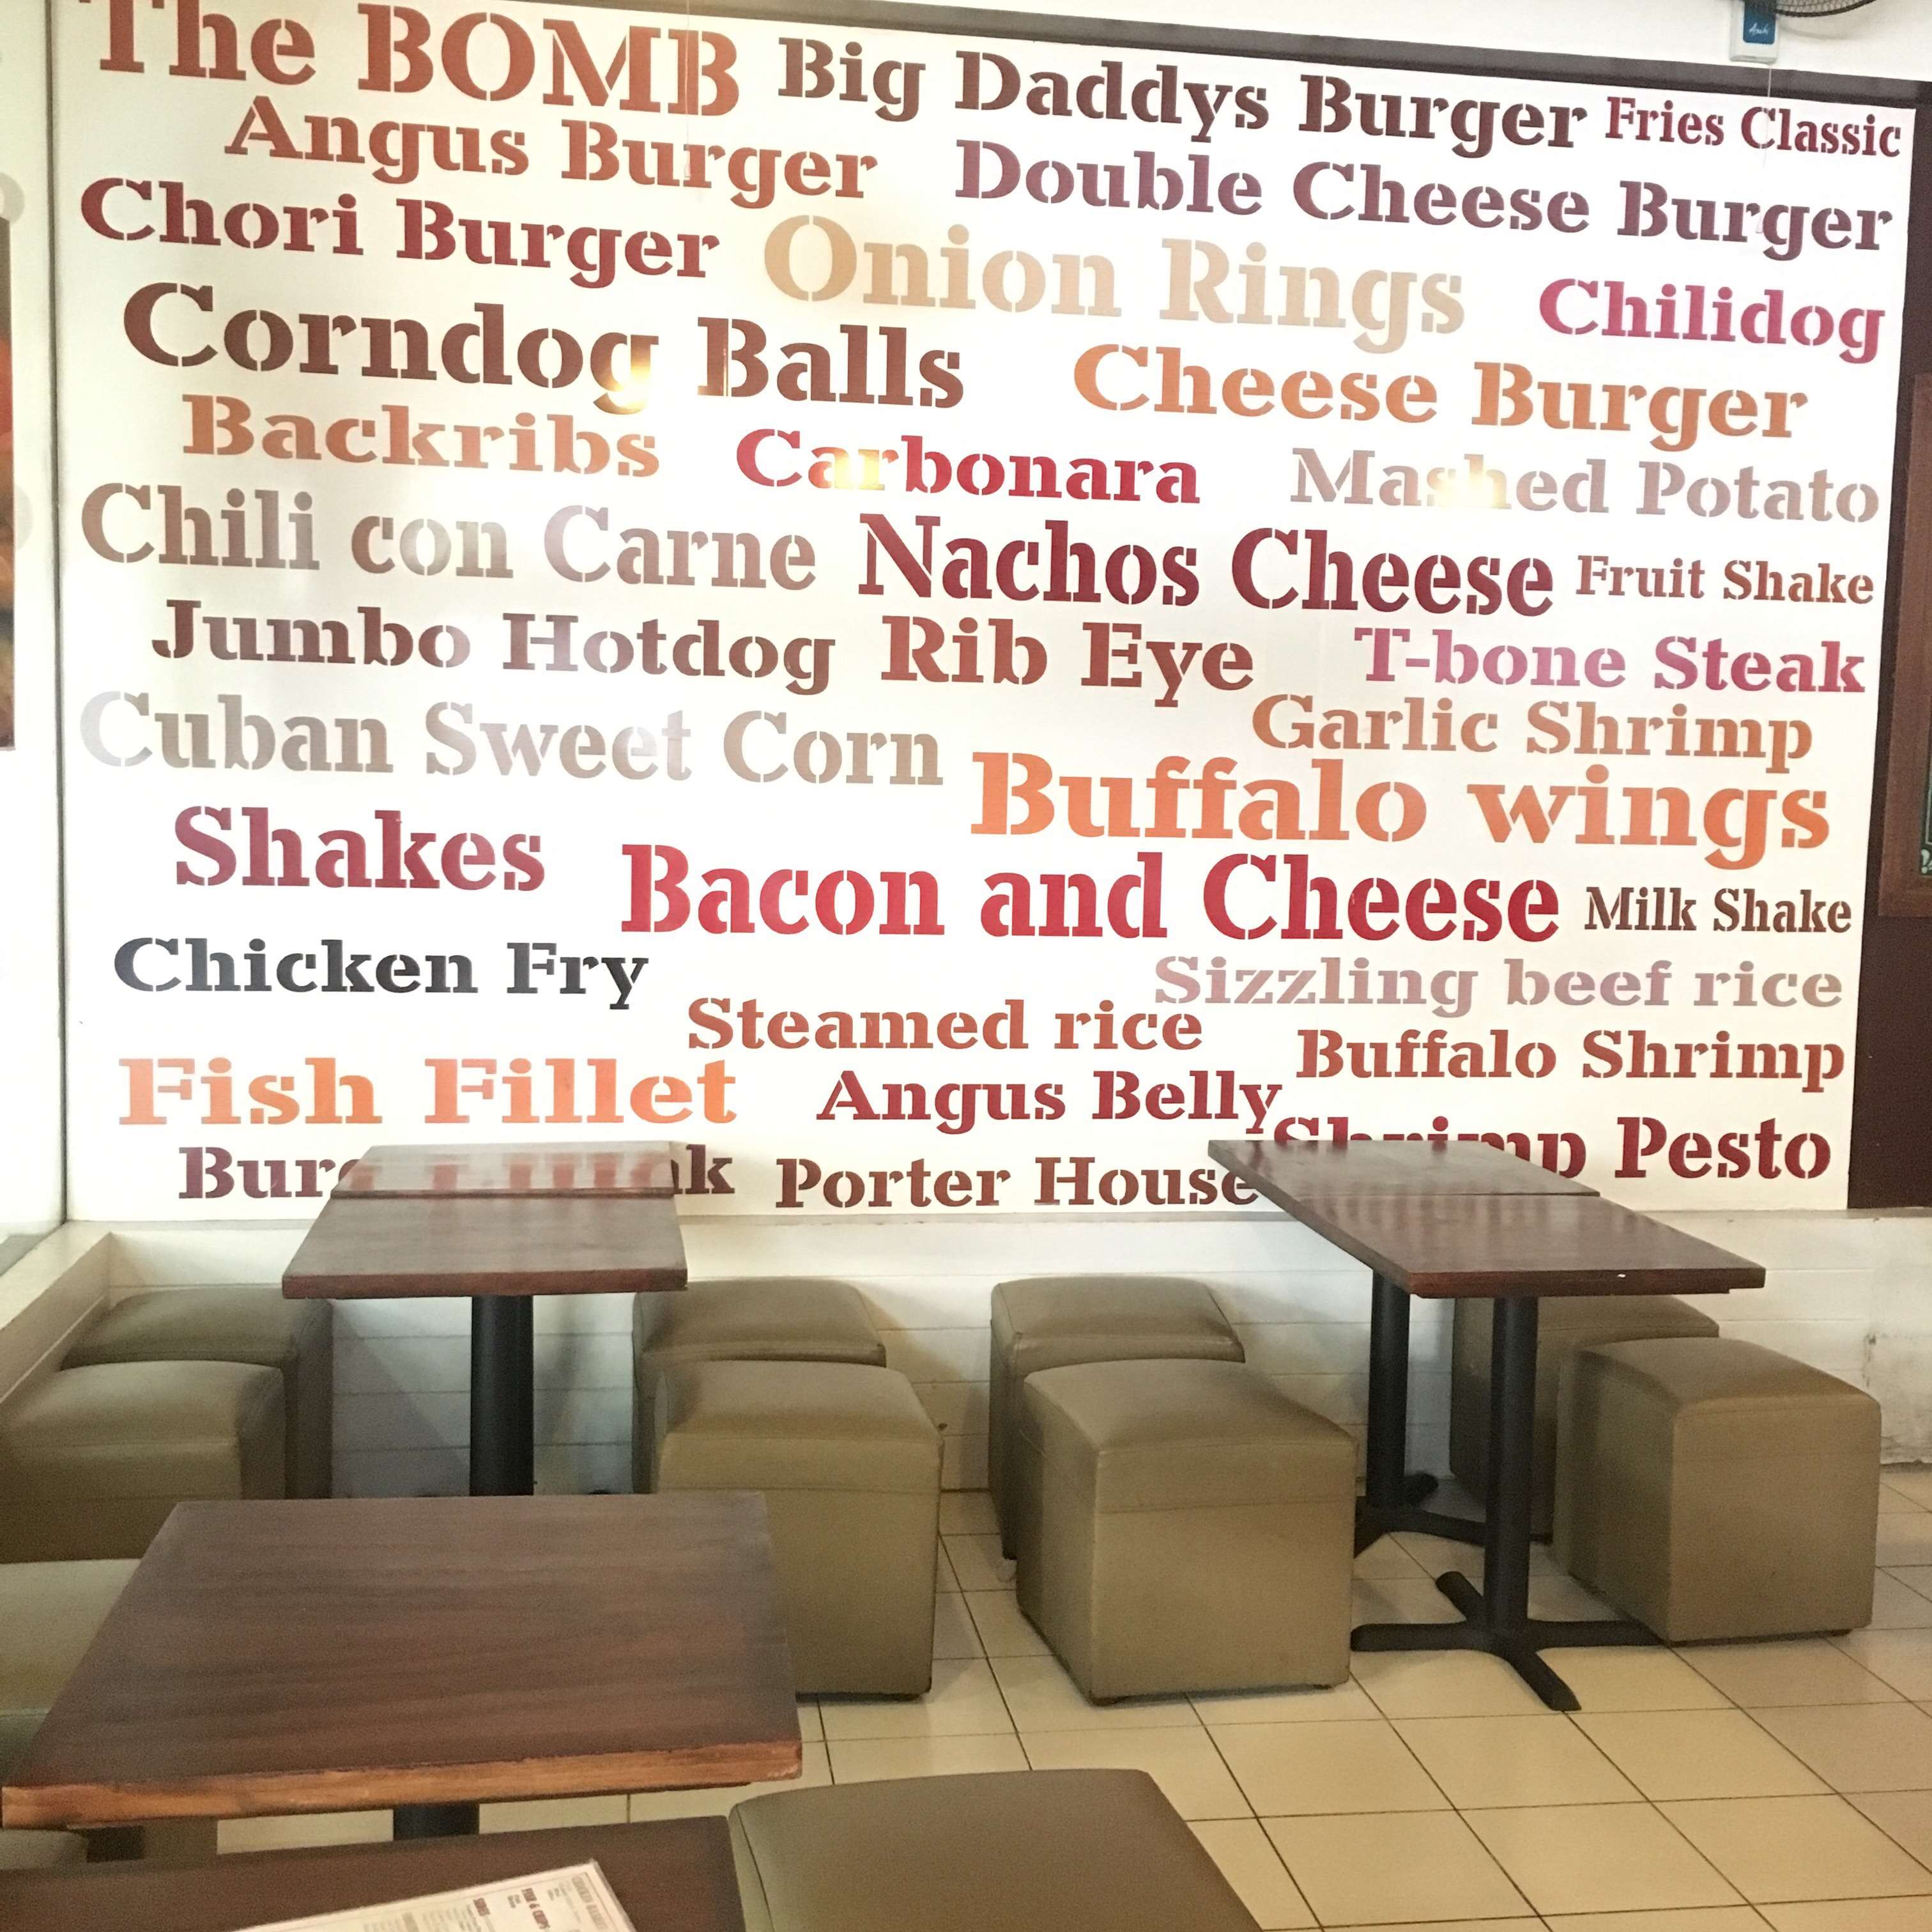 The BOMB Big Daddys Burger Fries Classic
Angus Burger Double Cheese Burger
Chori Burger Onion Rings Chilidog
Corndog Balls Cheese Burger
Backribs Carbonara Mashed Potato
Chili con Carne Nachos Cheese Fruit Shake
Jumbo Hotdog Rib Eye T-bone Steak
Cuban Sweet Corn Garlic Shrimp
Buffalo wings
Shakes Bacon and Cheese Milk Shake
Chicken Fry Sizzling beef rice
Steamed rice Buffalo Shrimp
Fish Fillet Angus Belly
Shrimp Pesto
Porter House